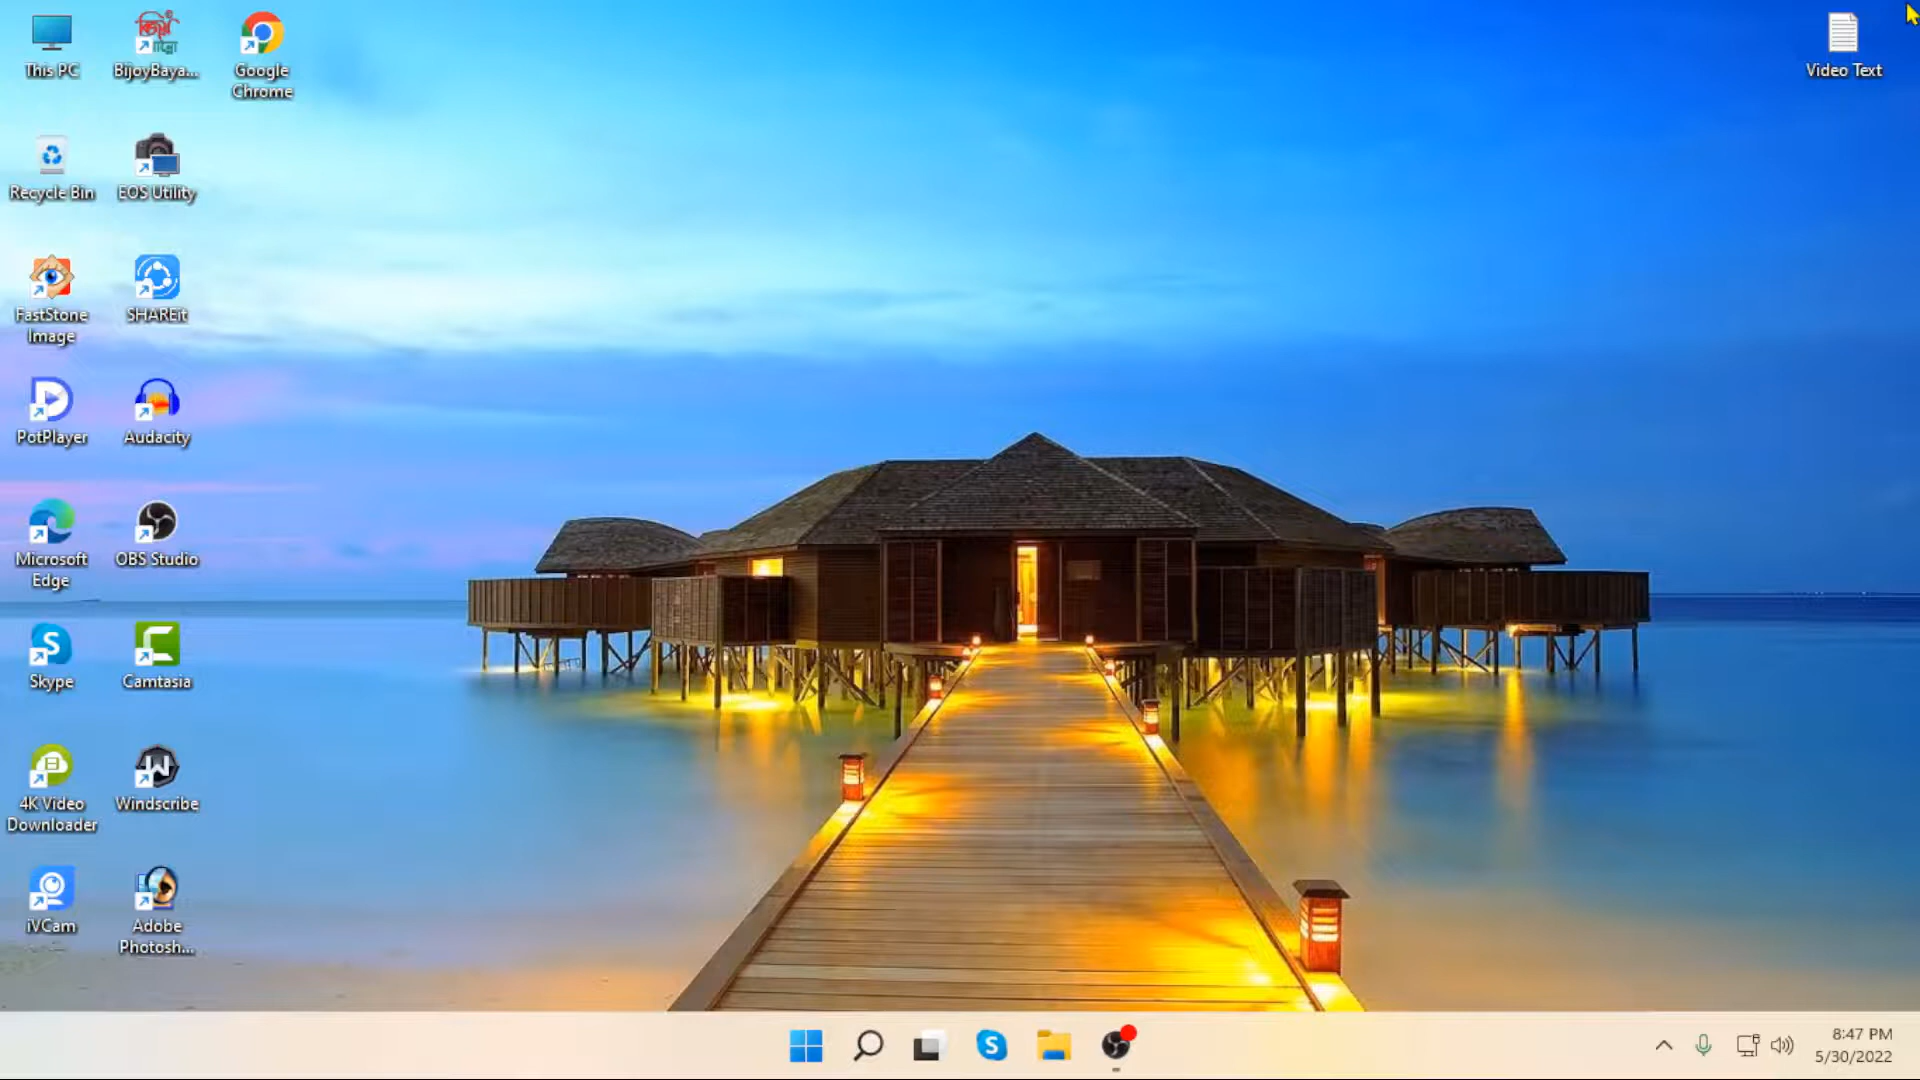 This PC
BijoyBaya...
Google
Chrome
Video Text
Recycle Bin
EOS Utility
FastStone
Image
SHAREit
PotPlayer
Audacity
Microsoft
Edge
OBS Studio
Skype
Camtasia
4K Video
Downloader
Windscribe
iVCam
Adobe
Photosh...
8:47 PM
5/30/2022